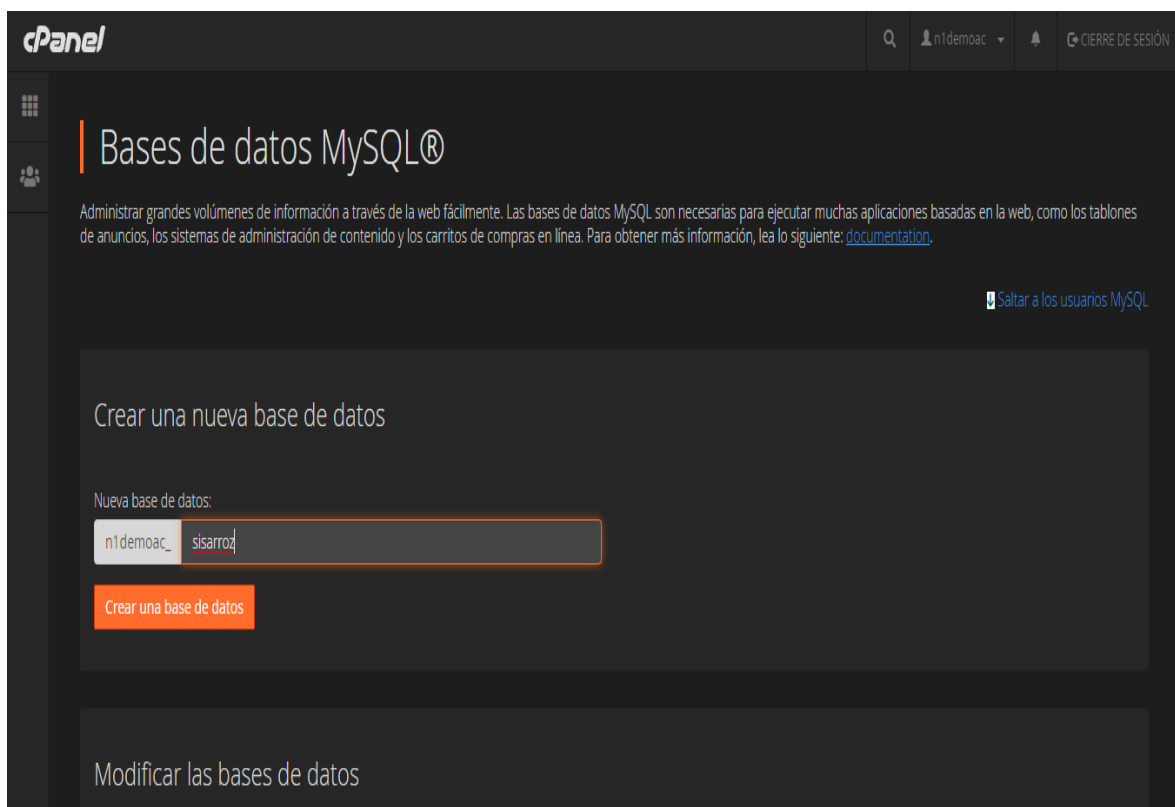 cPanel
n1demoac
CIERRE DE SESIÓN
Bases de datos MySQL®
Administrar grandes volúmenes de información a través de la web fácilmente. Las bases de datos MySQL son necesarias para ejecutar muchas aplicaciones basadas en la web, como los tablones
de anuncios, los sistemas de administración de contenido y los carritos de compras en línea. Para obtener más información, lea lo siguiente: documentation.
Saltar a los usuarios MySQL
Crear una nueva base de datos
Nueva base de datos:
n1demoac_ sisarroz
Crear una base de datos
Modificar las bases de datos